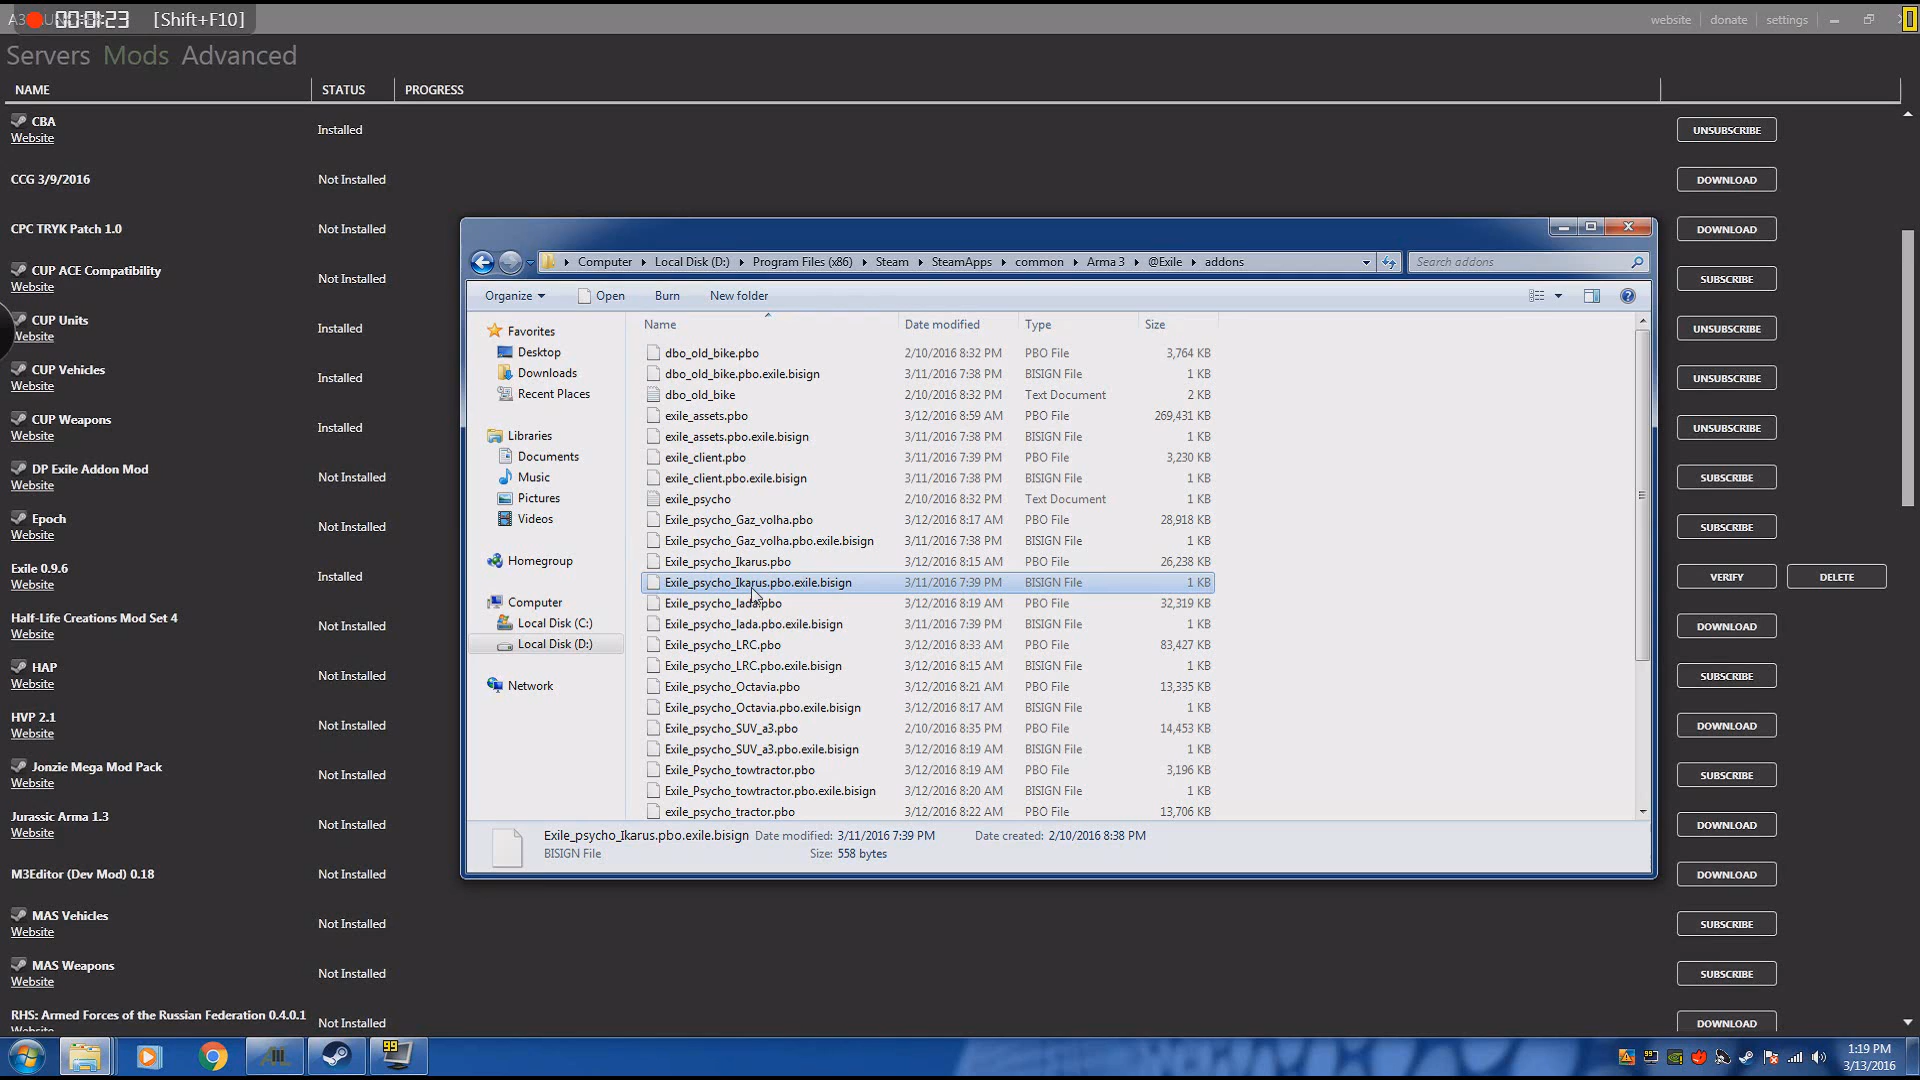 00:01:23 [Shift+F10]
website donate settings
Servers Mods Advanced
NAME STATUS PROGRESS
CBA
Website
Installed
UNSUBSCRIBE
CCG 3/9/2016
Not Installed
DOWNLOAD
CPC TRYK Patch 1.0
Not Installed
DOWNLOAD
CUP ACE Compatibility
Website
Not Installed
SUBSCRIBE
CUP Units
Website
Installed
UNSUBSCRIBE
CUP Vehicles
Website
Installed
UNSUBSCRIBE
CUP Weapons
Website
Installed
UNSUBSCRIBE
DP Exile Addon Mod
Website
Not Installed
SUBSCRIBE
Epoch
Website
Not Installed
SUBSCRIBE
Exile 0.9.6
Website
Installed
VERIFY DELETE
Half-Life Creations Mod Set 4
Website
Not Installed
DOWNLOAD
HAP
Website
Not Installed
SUBSCRIBE
HVP 2.1
Website
Not Installed
DOWNLOAD
Jonzie Mega Mod Pack
Website
Not Installed
SUBSCRIBE
Jurassic Arma 1.3
Website
Not Installed
DOWNLOAD
M3Editor (Dev Mod) 0.18
Not Installed
DOWNLOAD
MAS Vehicles
Website
Not Installed
SUBSCRIBE
MAS Weapons
Website
Not Installed
SUBSCRIBE
RHS: Armed Forces of the Russian Federation 0.4.0.1
Website
Not Installed
DOWNLOAD
Computer Local Disk (D:) Program Files (x86) Steam SteamApps common Arma 3 @Exile addons
Search addons
Organize Open Burn New folder
Favorites
Desktop
Downloads
Recent Places
Libraries
Documents
Music
Pictures
Videos
Homegroup
Computer
Local Disk (C:)
Local Disk (D:)
Network
Name Date modified Type Size
dbo_old_bike.pbo 2/10/2016 8:32 PM PBO File 3,764 KB
dbo_old_bike.pbo.exile.bisign 3/11/2016 7:38 PM BISIGN File 1 KB
dbo_old_bike 2/10/2016 8:32 PM Text Document 2 KB
exile_assets.pbo 3/12/2016 8:59 AM PBO File 269,431 KB
exile_assets.pbo.exile.bisign 3/11/2016 7:38 PM BISIGN File 1 KB
exile_client.pbo 3/11/2016 7:39 PM PBO File 3,230 KB
exile_client.pbo.exile.bisign 3/11/2016 7:38 PM BISIGN File 1 KB
exile_psycho 2/10/2016 8:32 PM Text Document 1 KB
Exile_psycho_Gaz_volha.pbo 3/12/2016 8:17 AM PBO File 28,918 KB
Exile_psycho_Gaz_volha.pbo.exile.bisign 3/11/2016 7:38 PM BISIGN File 1 KB
Exile_psycho_Ikarus.pbo 3/12/2016 8:15 AM PBO File 26,238 KB
Exile_psycho_Ikarus.pbo.exile.bisign 3/11/2016 7:39 PM BISIGN File 1 KB
Exile_psycho_lada.pbo 3/12/2016 8:19 AM PBO File 32,319 KB
Exile_psycho_lada.pbo.exile.bisign 3/11/2016 7:39 PM BISIGN File 1 KB
Exile_psycho_LRC.pbo 3/12/2016 8:33 AM PBO File 83,427 KB
Exile_psycho_LRC.pbo.exile.bisign 3/12/2016 8:15 AM BISIGN File 1 KB
Exile_psycho_Octavia.pbo 3/12/2016 8:21 AM PBO File 13,335 KB
Exile_psycho_Octavia.pbo.exile.bisign 3/12/2016 8:17 AM BISIGN File 1 KB
Exile_psycho_SUV_a3.pbo 2/10/2016 8:35 PM PBO File 14,453 KB
Exile_psycho_SUV_a3.pbo.exile.bisign 3/12/2016 8:19 AM BISIGN File 1 KB
Exile_Psycho_towtractor.pbo 3/12/2016 8:19 AM PBO File 3,196 KB
Exile_Psycho_towtractor.pbo.exile.bisign 3/12/2016 8:20 AM BISIGN File 1 KB
exile_psycho_tractor.pbo 3/12/2016 8:22 AM PBO File 13,706 KB
Exile_psycho_Ikarus.pbo.exile.bisign Date modified: 3/11/2016 7:39 PM Date created: 2/10/2016 8:38 PM
BISIGN File Size: 558 bytes
99
1:19 PM
3/13/2016